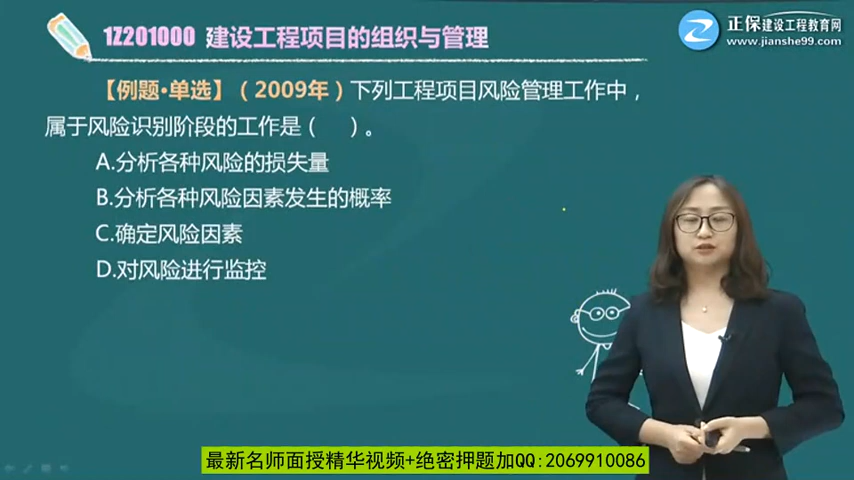 1Z201000 建设工程项目的组织与管理
正保建设工程教育网
www.jianshe99.com
【例题·单选】（2009年）下列工程项目风险管理工作中，
属于风险识别阶段的工作是（ ）。
A.分析各种风险的损失量
B.分析各种风险因素发生的概率
C.确定风险因素
D.对风险进行监控
最新名师面授精华视频+绝密押题加QQ:2069910086